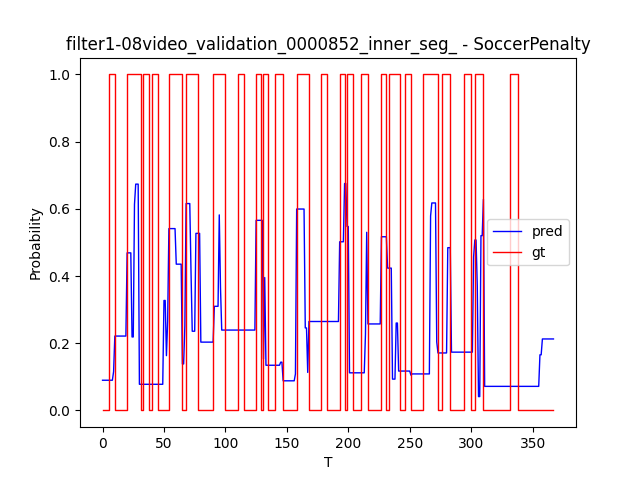 filter1-08video_validation_0000852_inner_seg_ - SoccerPenalty
1.0
0.8
0.6
0.4
0.2
0.0
Probability
pred
gt
0 50 100 150 200 250 300 350
T